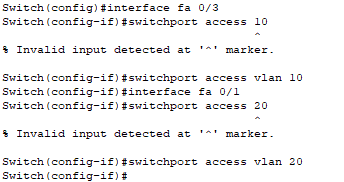 Switch(config)#interface fa 0/3
Switch(config-if)#switchport access 10
^
% Invalid input detected at '^' marker.
Switch(config-if)#switchport access vlan 10
Switch(config-if)#interface fa 0/1
Switch(config-if)#switchport access 20
^
% Invalid input detected at '^' marker.
Switch(config-if)#switchport access vlan 20
Switch(config-if)#